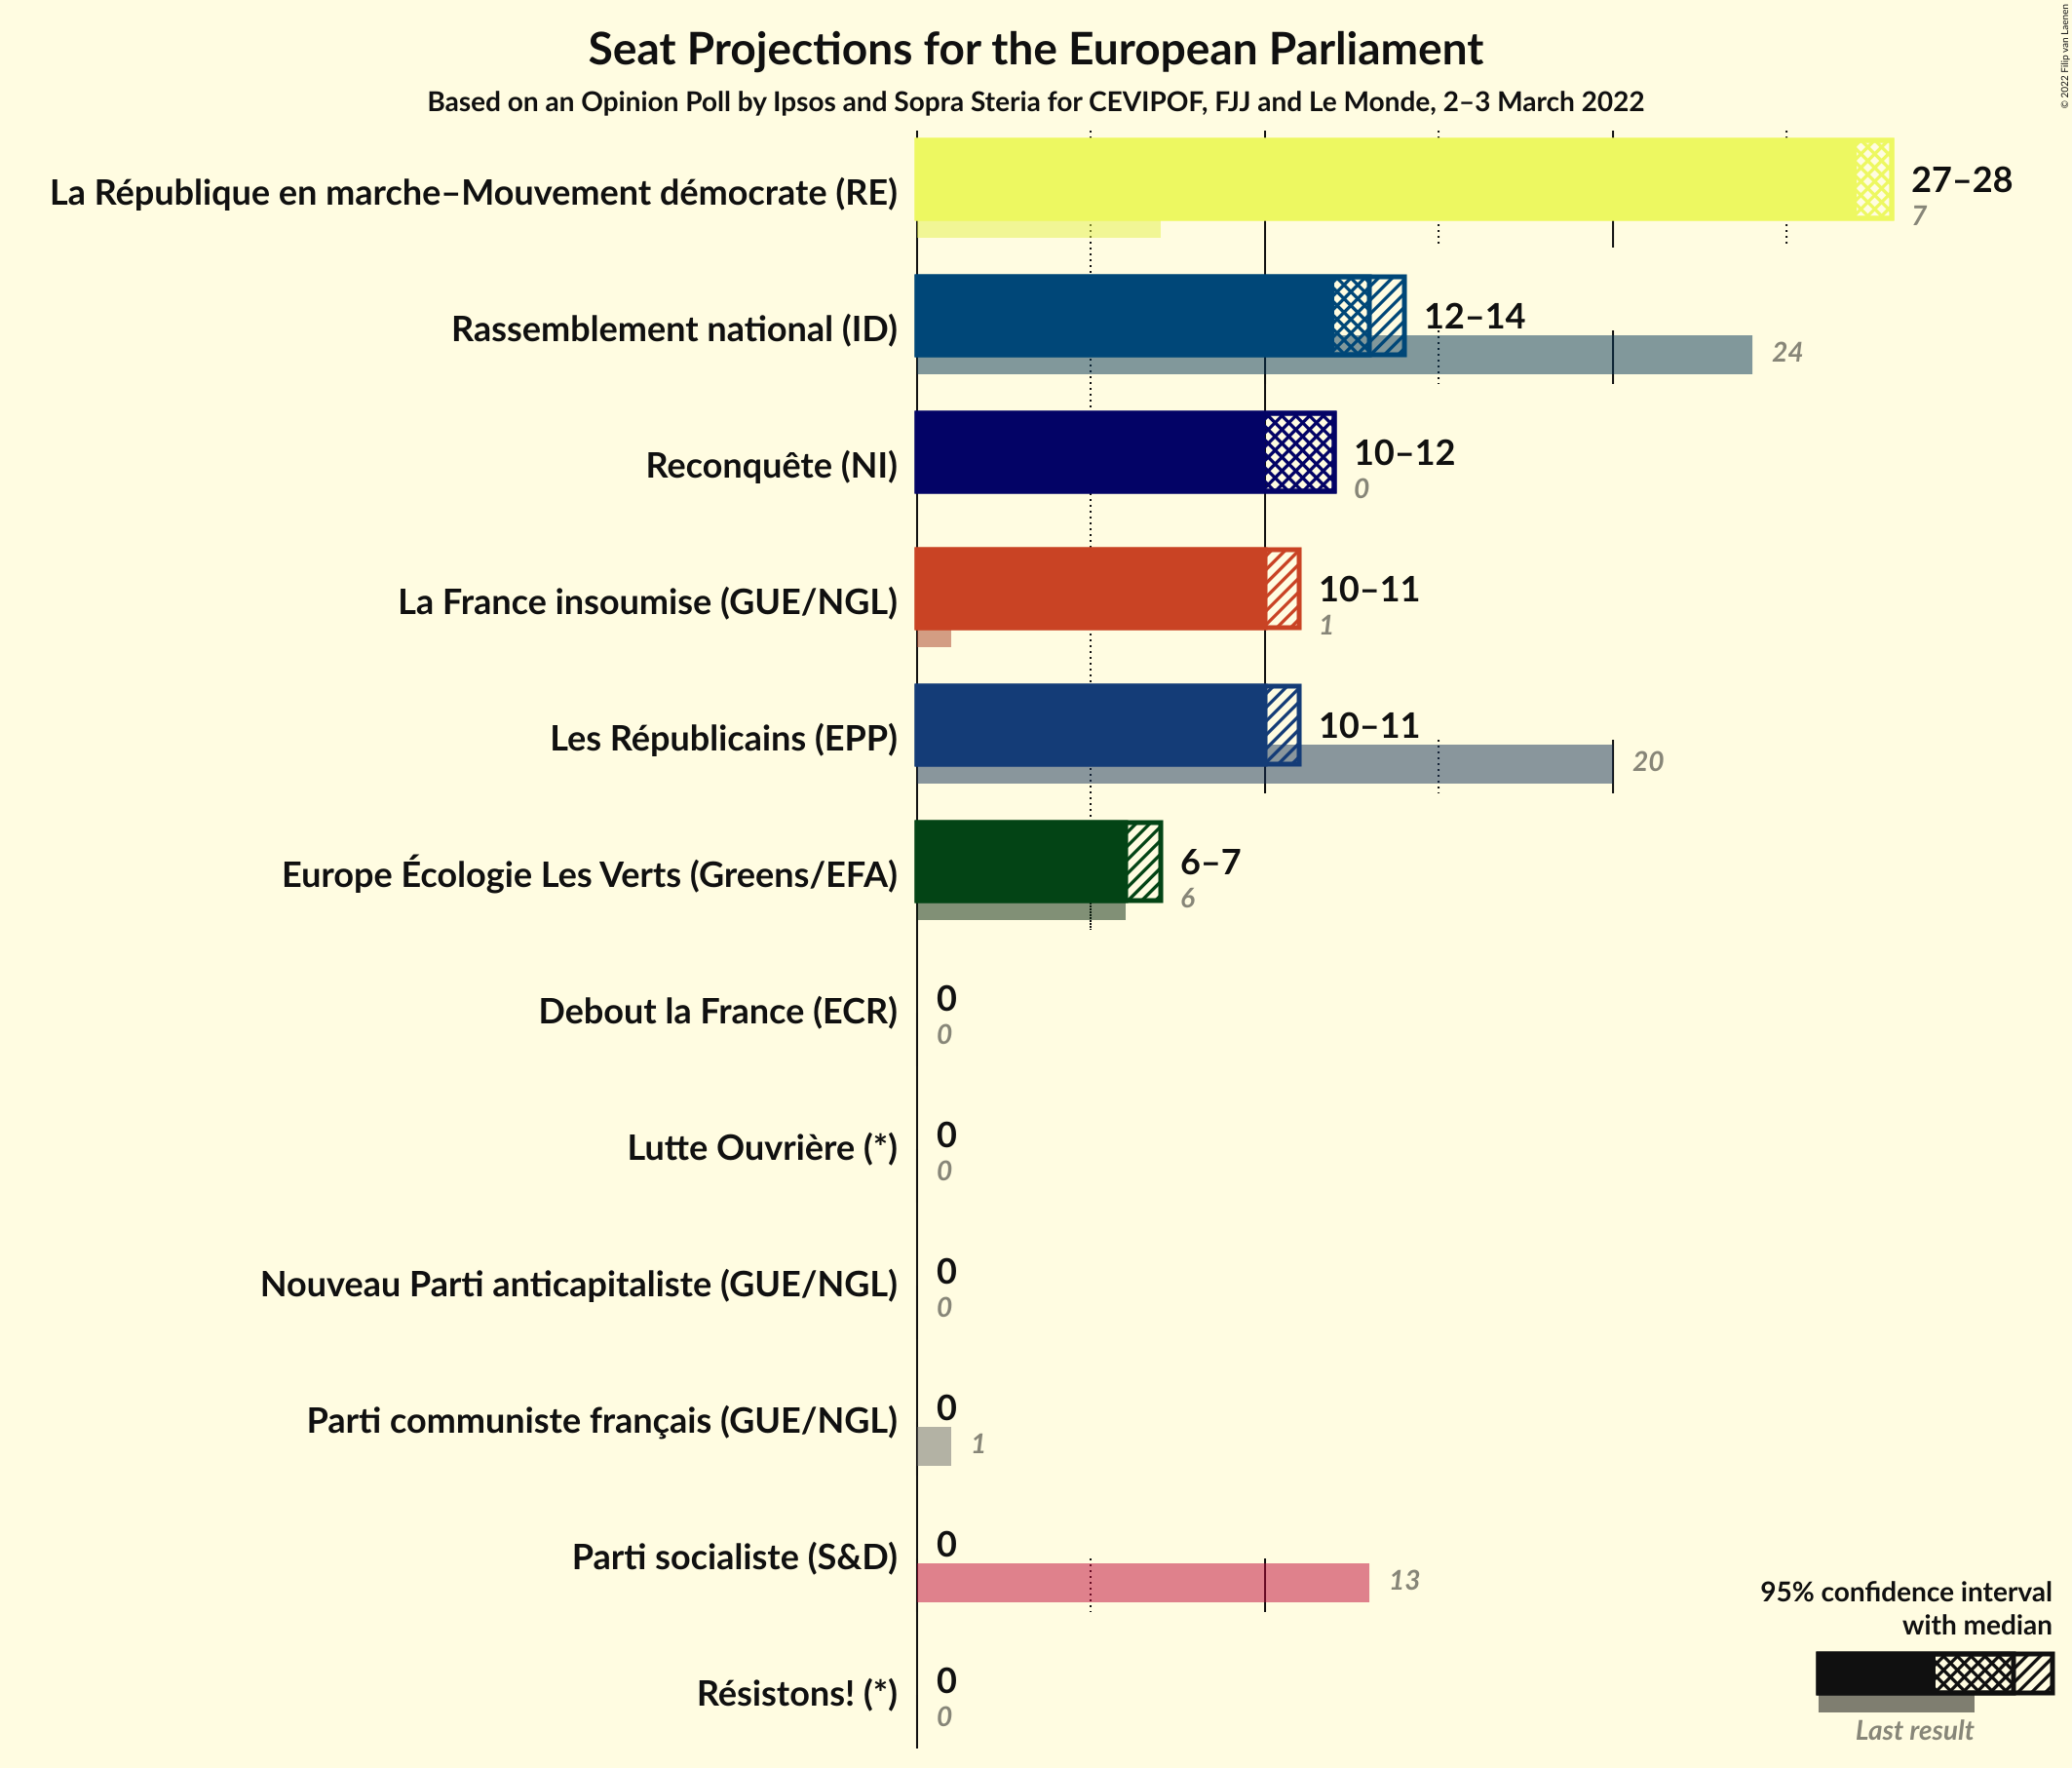 Seat Projections for the European Parliament
Based on an Opinion Poll by Ipsos and Sopra Steria for CEVIPOF, FJJ and Le Monde, 2–3 March 2022
© 2022 Filip van Laenen
La République en marche–Mouvement démocrate (RE)
27–28
7
Rassemblement national (ID)
12–14
24
Reconquête (NI)
10–12
0
La France insoumise (GUE/NGL)
10–11
1
Les Républicains (EPP)
10–11
20
Europe Écologie Les Verts (Greens/EFA)
6–7
6
Debout la France (ECR)
0
0
Lutte Ouvrière (*)
0
0
Nouveau Parti anticapitaliste (GUE/NGL)
0
0
Parti communiste français (GUE/NGL)
0
1
Parti socialiste (S&D)
0
13
Résistons! (*)
0
0
95% confidence interval
with median
Last result